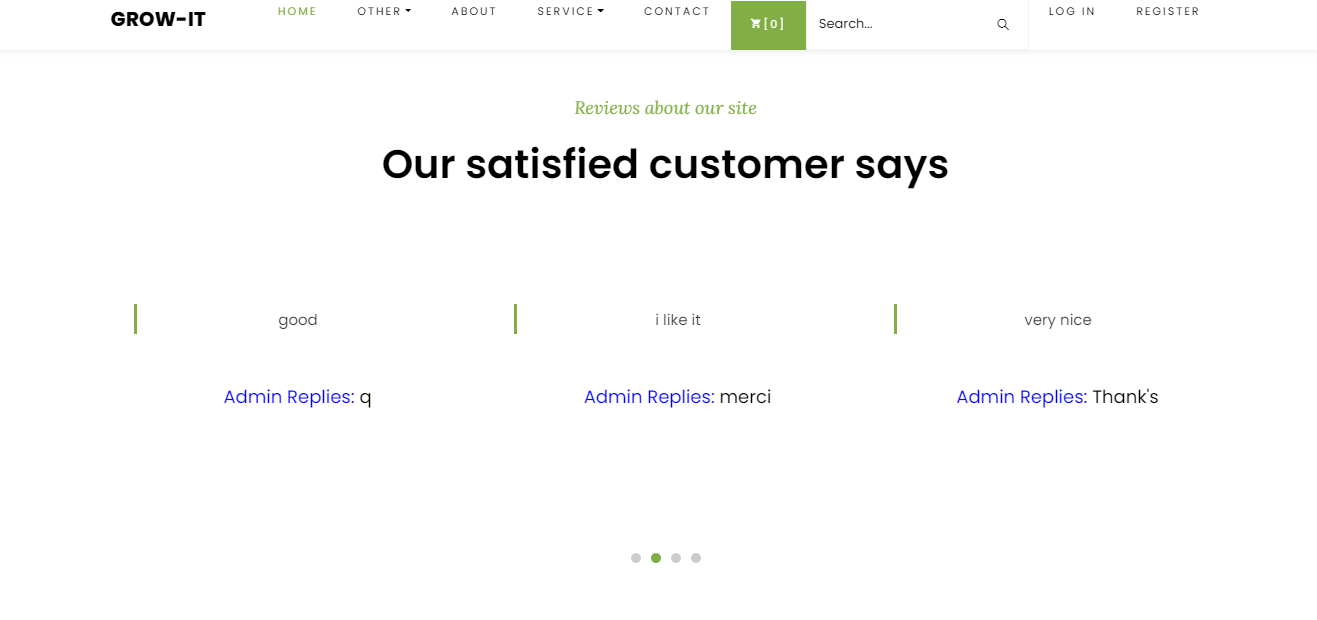 GROW-IT HOME OTHER ABOUT SERVICE CONTACT [0] Search... LOG IN REGISTER
Reviews about our site
Our satisfied customer says
good i like it very nice
Admin Replies: q Admin Replies: merci Admin Replies: Thank's